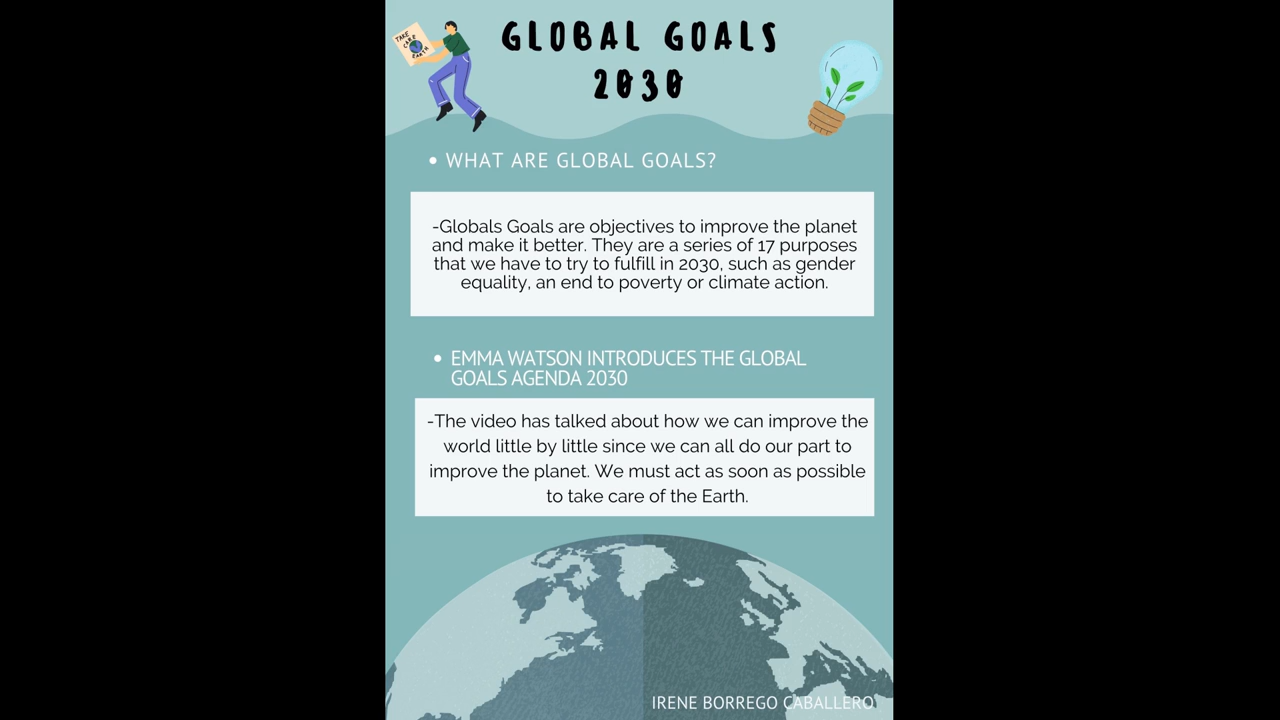 TAKE
CARE
EARTH
GLOBAL GOALS
2030
• WHAT ARE GLOBAL GOALS?
-Globals Goals are objectives to improve the planet
and make it better. They are a series of 17 purposes
that we have to try to fulfill in 2030, such as gender
equality, an end to poverty or climate action.
• EMMA WATSON INTRODUCES THE GLOBAL
GOALS AGENDA 2030
-The video has talked about how we can improve the
world little by little since we can all do our part to
improve the planet. We must act as soon as possible
to take care of the Earth.
IRENE BORREGO CABALLERO